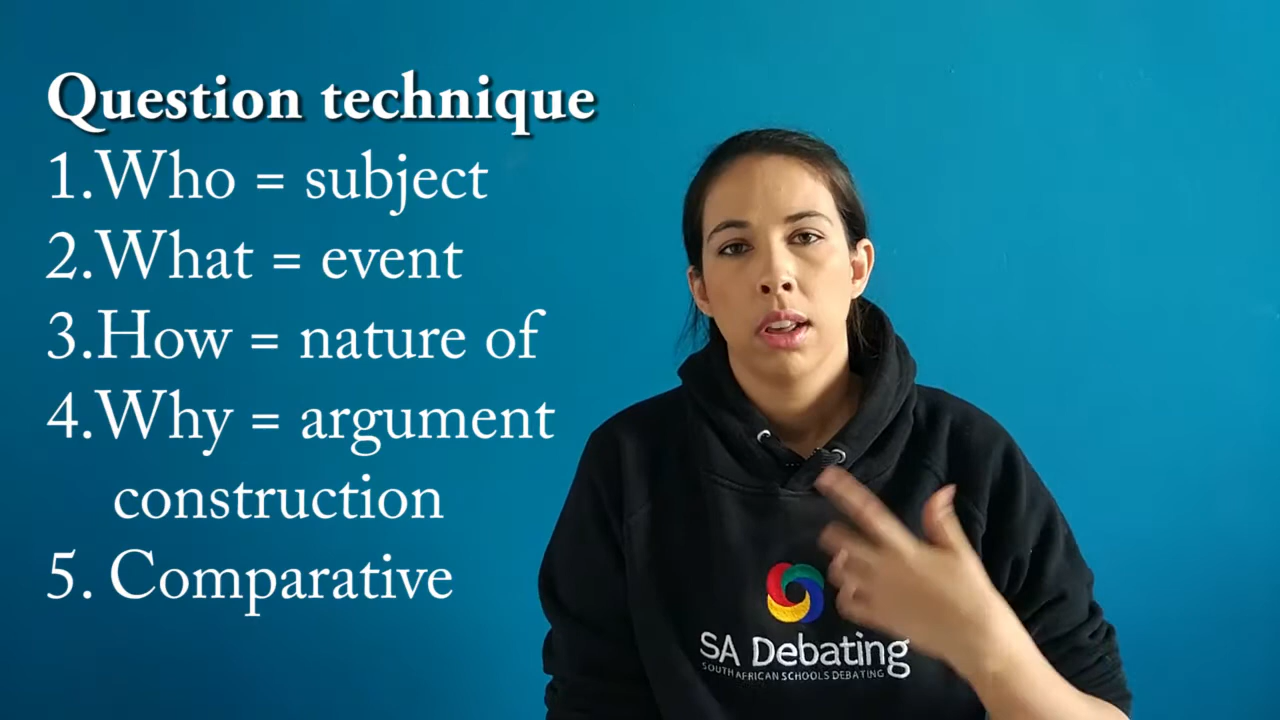 Question technique
1.Who = subject
2.What = event
3.How = nature of
4.Why = argument
construction
5. Comparative
SA Debating
SOUTH AFRICAN SCHOOLS DEBATING